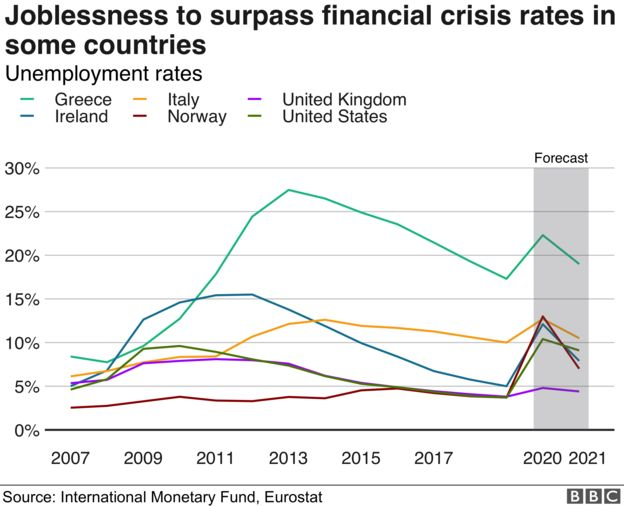 Joblessness to surpass financial crisis rates in
some countries
Unemployment rates
Greece Italy United Kingdom
Ireland Norway United States
Forecast
30%
25%
20%
15%
10%
5%
0%
2007 2009 2011 2013 2015 2017 2020 2021
Source: International Monetary Fund, Eurostat BBC